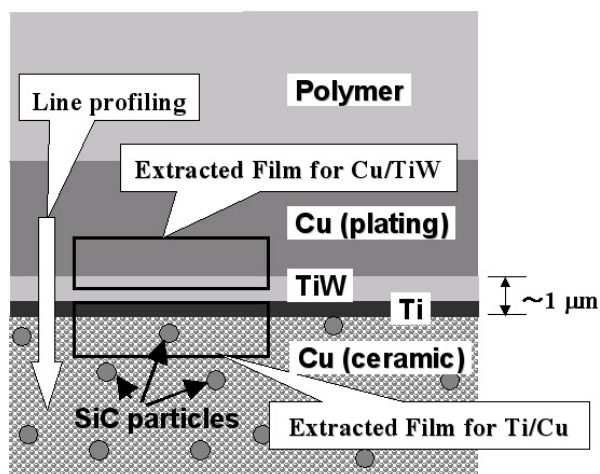 Line profiling
Polymer
Extracted Film for Cu/TiW
Cu (plating)
TiW
Ti
~1 μm
Cu (ceramic)
SiC particles
Extracted Film for Ti/Cu